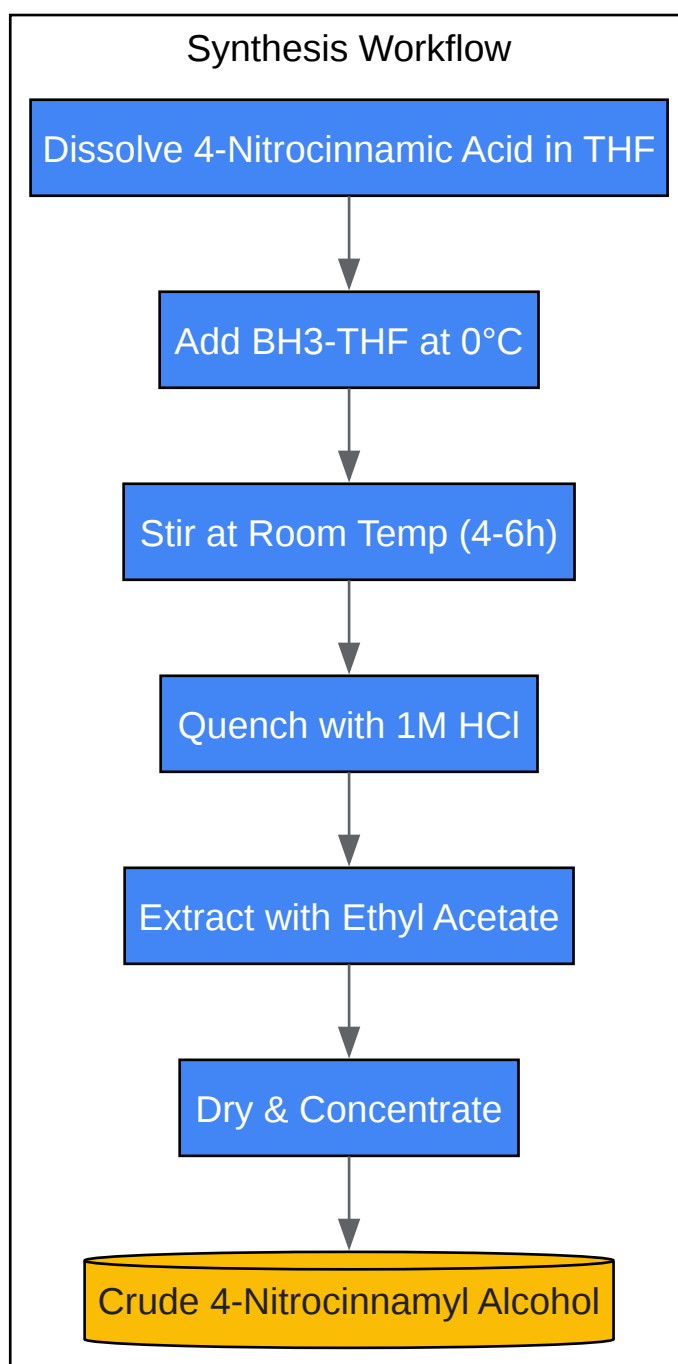 Synthesis Workflow
Dissolve 4-Nitrocinnamic Acid in THF
Add BH3-THF at 0°C
Stir at Room Temp (4-6h)
Quench with 1M HCl
Extract with Ethyl Acetate
Dry & Concentrate
Crude 4-Nitrocinnamyl Alcohol